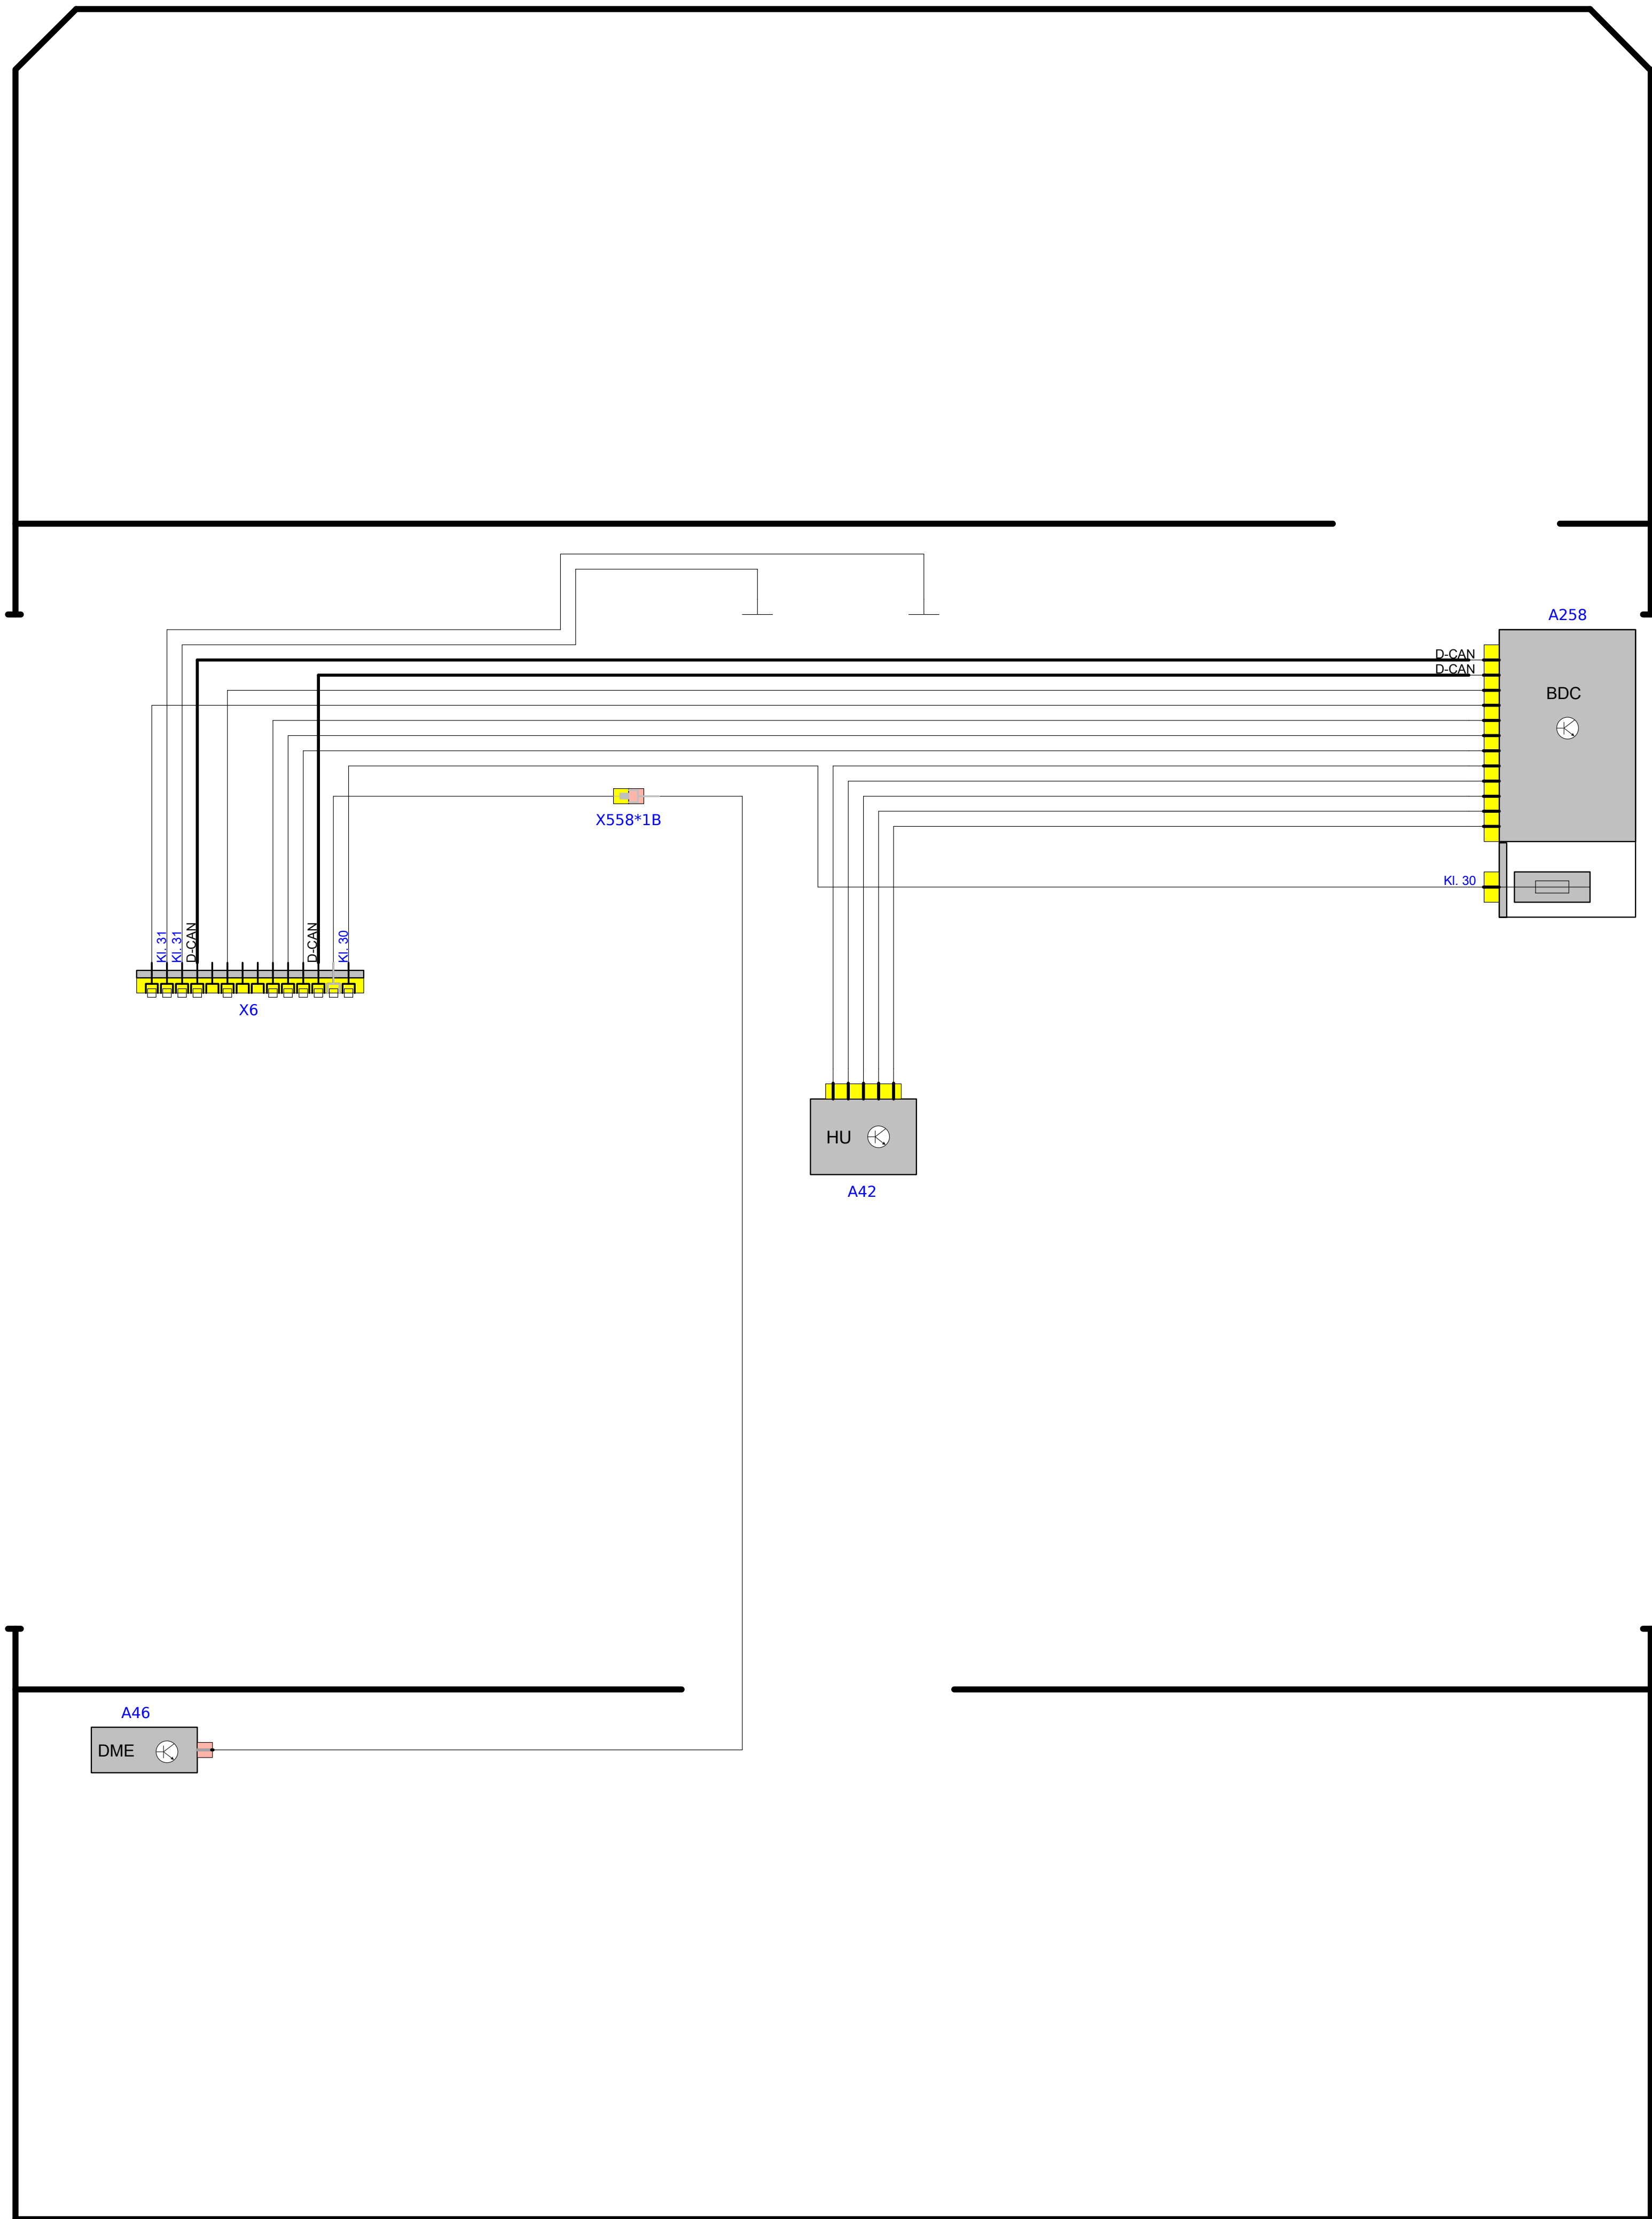 A258
D-CAN
D-CAN
BDC
X558*1B
Kl. 30
Kl. 31
Kl. 31
D-CAN
D-CAN
Kl. 30
X6
HU
A42
A46
DME